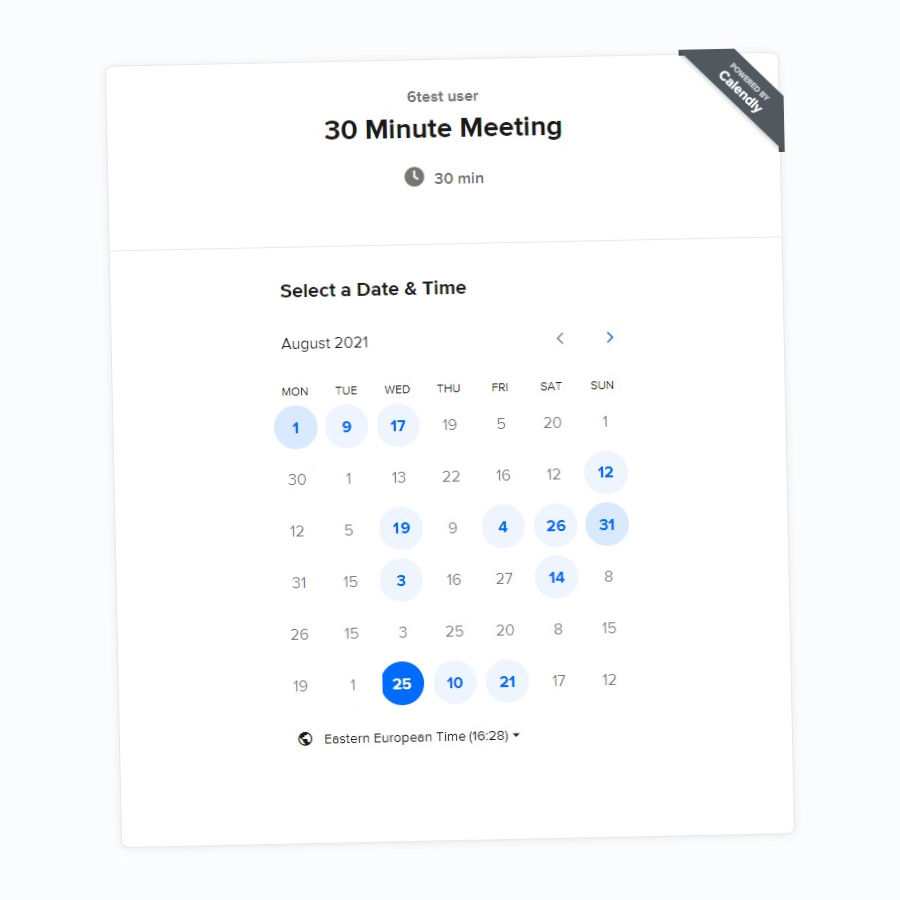 POWERED BY
Calendly
6test user
30 Minute Meeting
30 min
Select a Date & Time
August 2021
MON TUE WED THU FRI SAT SUN
1 9 17 19 5 20 1
30 1 13 22 16 12 12
12 5 19 9 4 26 31
31 15 3 16 27 14 8
26 15 3 25 20 8 15
19 1 25 10 21 17 12
Eastern European Time (16:28)